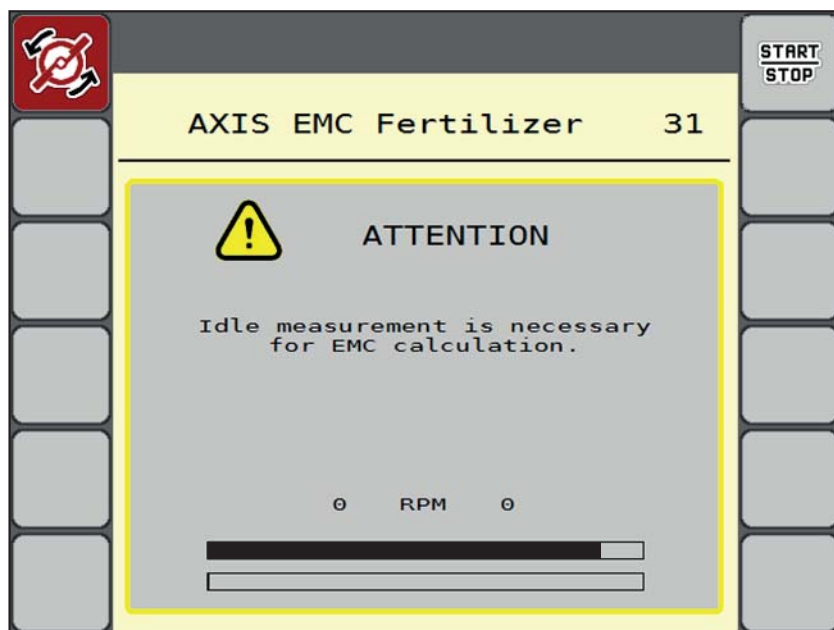 START
STOP
AXIS EMC Fertilizer 31
ATTENTION
Idle measurement is necessary
for EMC calculation.
0 RPM 0